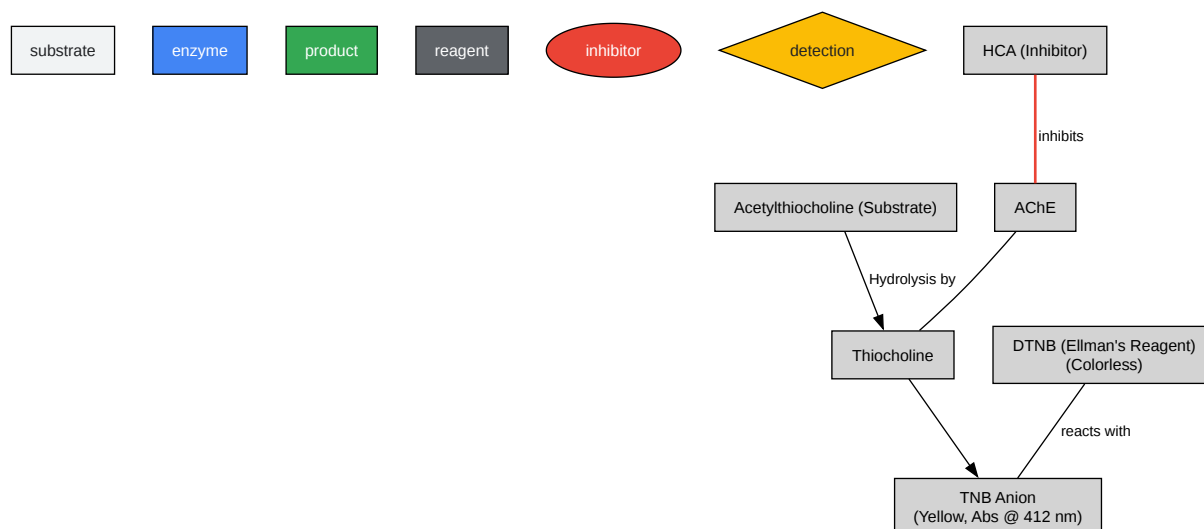 substrate
enzyme
product
reagent
inhibitor
detection
HCA (Inhibitor)
inhibits
Acetylthiocholine (Substrate)
AChE
Hydrolysis by
Thiocholine
DTNB (Ellman's Reagent)
(Colorless)
reacts with
TNB Anion
(Yellow, Abs @ 412 nm)